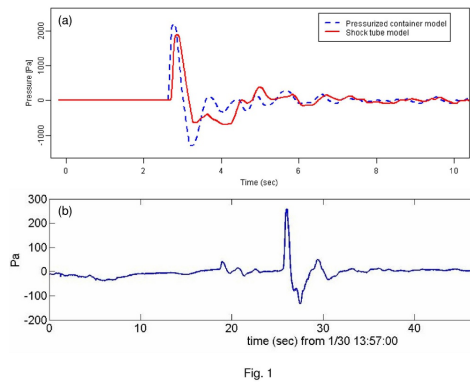 (a)
Pressurized container model
Shock tube model
Pressure [Pa]
2000
1000
0
-1000
0
2
4
6
8
10
Time (sec)
(b)
Pa
300
200
100
0
-100
-200
0
10
20
30
40
time (sec) from 1/30 13:57:00
Fig. 1